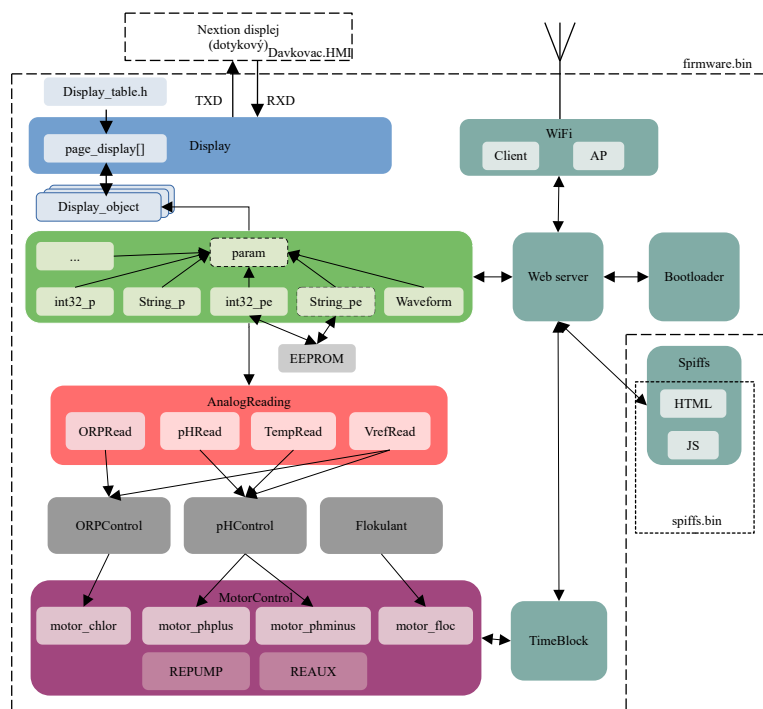 Nextion displej
(dotykový)
Davkovac.HMI
firmware.bin
Display_table.h
TXD
RXD
WiFi
page_display[]
Display
Client
AP
Display_object
...
param
Web server
Bootloader
int32_p
String_p
int32_pe
String_pe
Waveform
EEPROM
Spiffs
AnalogReading
HTML
ORPRead
pHRead
TempRead
VrefRead
JS
ORPControl
pHControl
Flokulant
spiffs.bin
MotorControl
motor_chlor
motor_phplus
motor_phminus
motor_floc
TimeBlock
REPUMP
REAUX